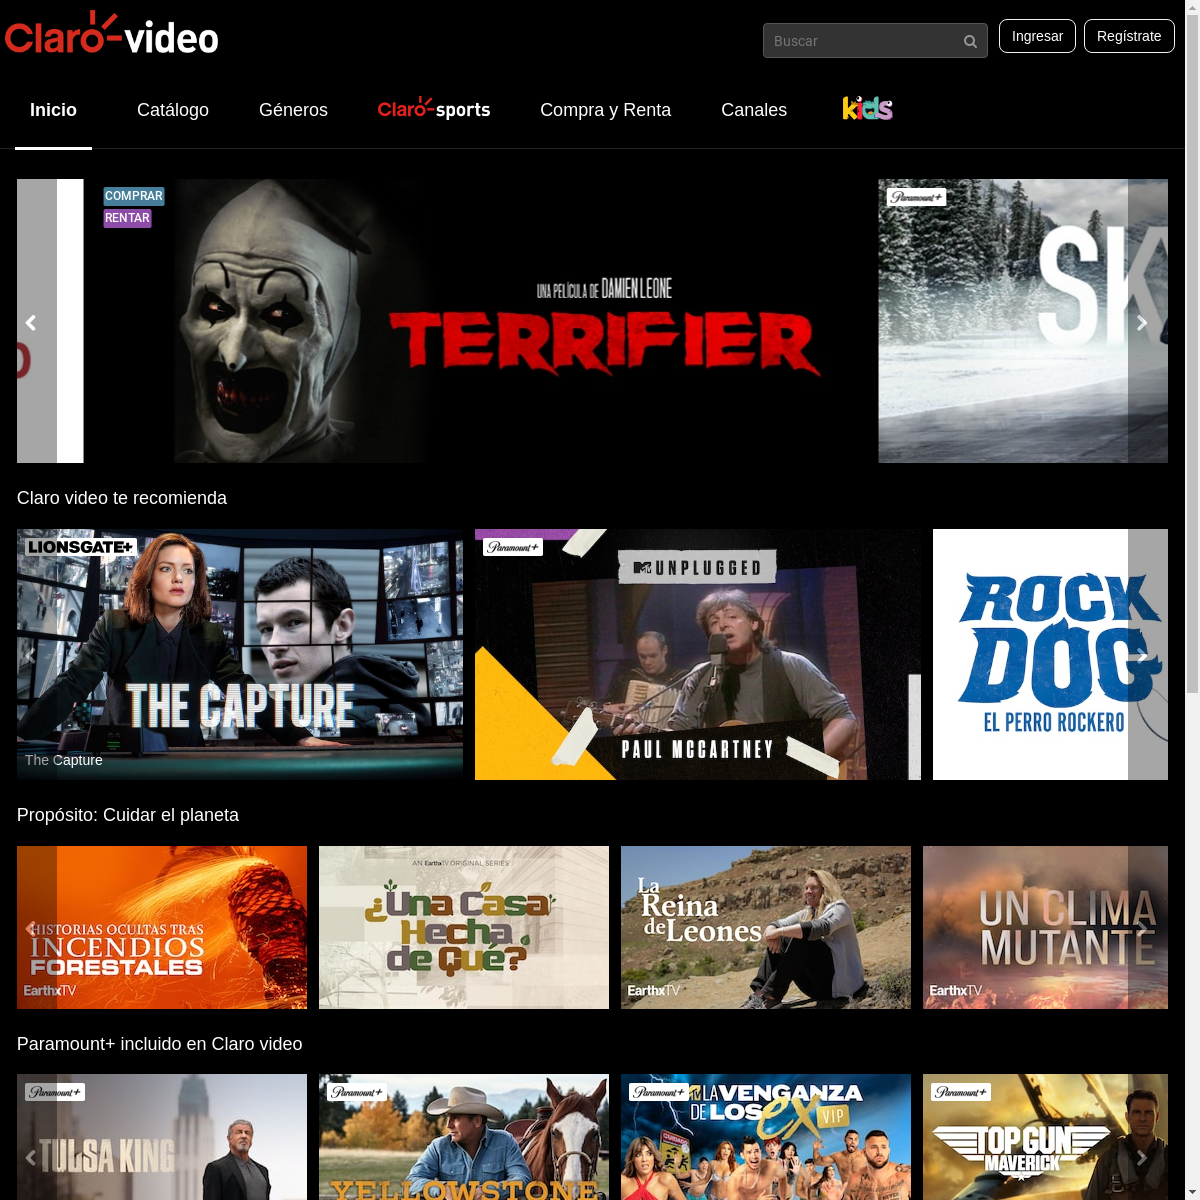 Claro-video
Buscar
Ingresar
Regístrate
Inicio
Catálogo
Géneros
Claro-sports
Compra y Renta
Canales
kids
COMPRAR
RENTAR
UNA PELÍCULA DE DAMIEN LEONE
TERRIFIER
Paramount+
SK
Claro video te recomienda
LIONSGATE+
THE CAPTURE
The Capture
Paramount+
MTV UNPLUGGED
PAUL McCARTNEY
ROCK
DOG
EL PERRO ROCKERO
Propósito: Cuidar el planeta
HISTORIAS OCULTAS TRAS
INCENDIOS
FORESTALES
EarthxTV
AN EarthxTV ORIGINAL SERIES
¿Una Casa
Hecha
de Qué?
La
Reina
de Leones
EarthxTV
UN CLIMA
MUTANTE
EarthxTV
Paramount+ incluido en Claro video
Paramount+
TULSA KING
Paramount+
YELLOWSTONE
Paramount+
LA VENGANZA
DE LOS ex
VIP
CUIDADO
Paramount+
TOP GUN
MAVERICK